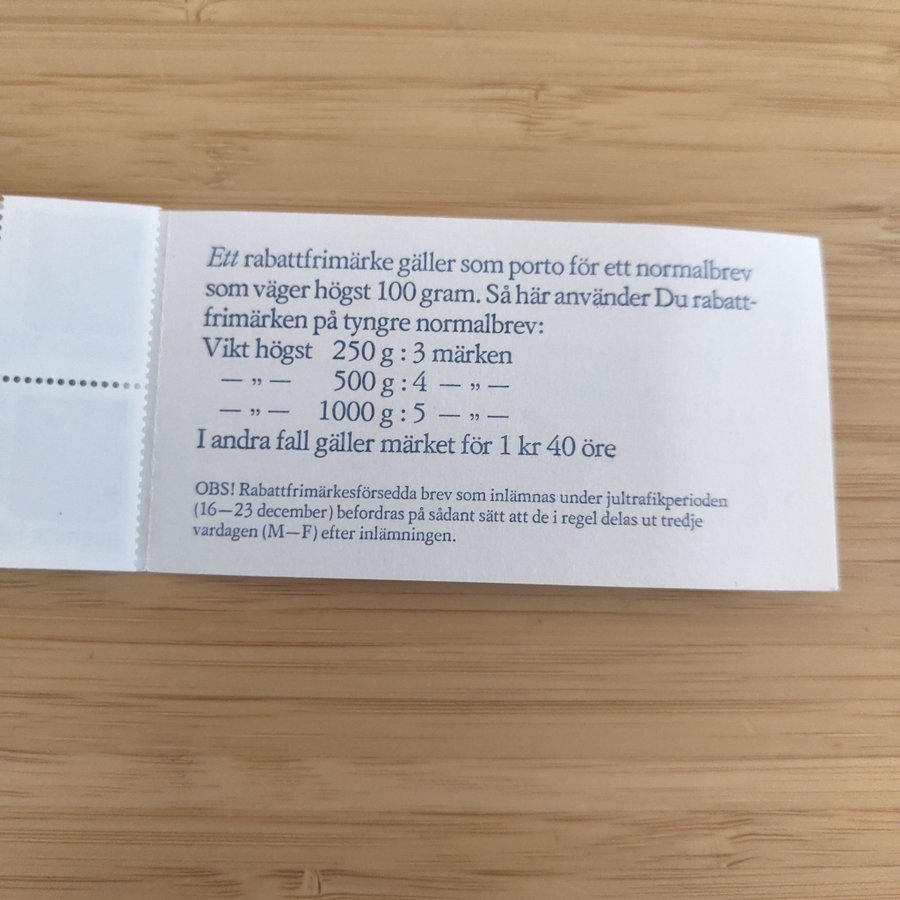 Ett rabattfrimärke gäller som porto för ett normalbrev
som väger högst 100 gram. Så här använder Du rabatt-
frimärken på tyngre normalbrev:
Vikt högst 250 g : 3 märken
— „ — 500 g : 4 — „ —
— „ — 1000 g : 5 — „ —
I andra fall gäller märket för 1 kr 40 öre
OBS! Rabattfrimärkesförsedda brev som inlämnas under jultrafikperioden
(16—23 december) befordras på sådant sätt att de i regel delas ut tredje
vardagen (M—F) efter inlämningen.